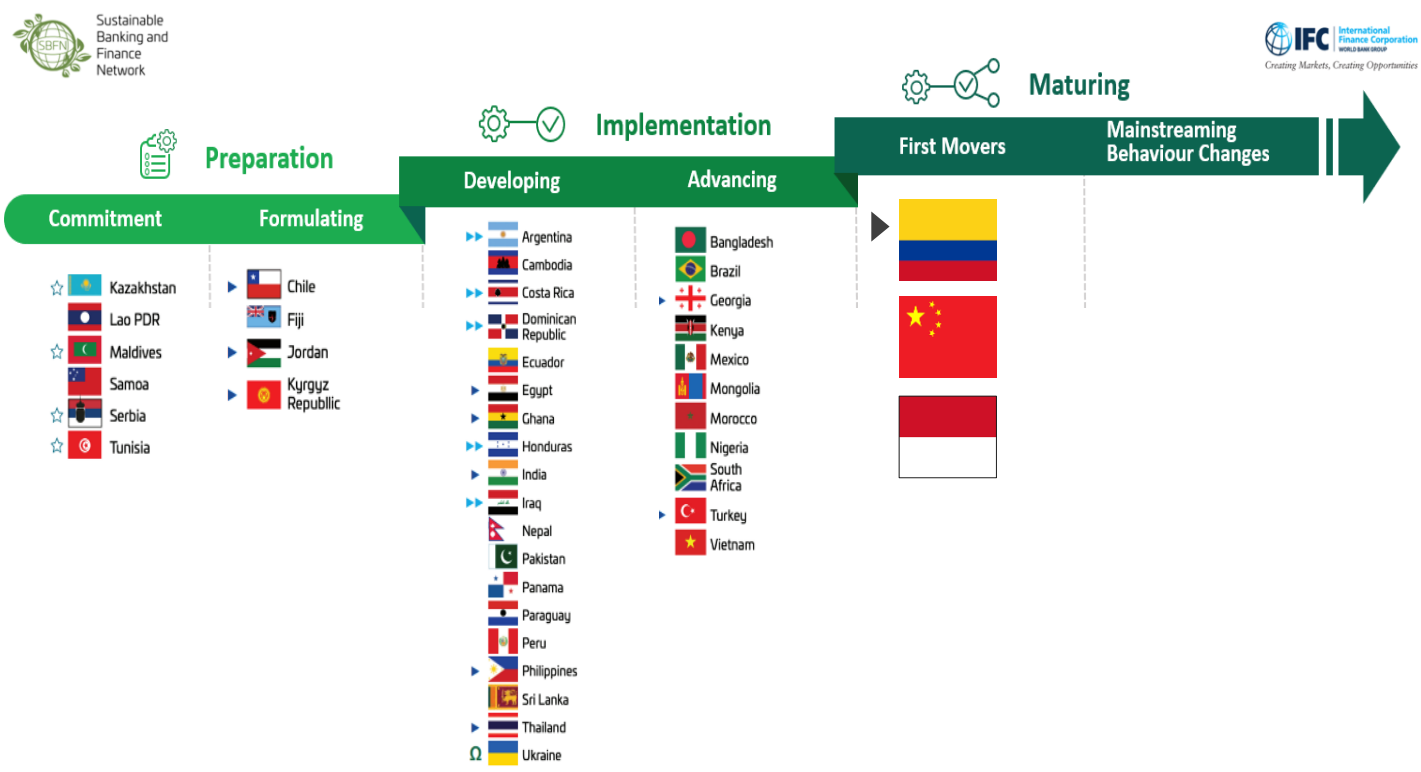 Sustainable
Banking and
Finance
Network
SBFN
IFC
International
Finance Corporation
WORLD BANK GROUP
Creating Markets, Creating Opportunities
Preparation
Implementation
Maturing
Commitment
Formulating
Developing
Advancing
First Movers
Mainstreaming
Behaviour Changes
Kazakhstan
Lao PDR
Maldives
Samoa
Serbia
Tunisia
Chile
Fiji
Jordan
Kyrgyz
Republlic
Argentina
Cambodia
Costa Rica
Dominican
Republic
Ecuador
Egypt
Ghana
Honduras
India
Iraq
Nepal
Pakistan
Panama
Paraguay
Peru
Philippines
Sri Lanka
Thailand
Ω Ukraine
Bangladesh
Brazil
Georgia
Kenya
Mexico
Mongolia
Morocco
Nigeria
South
Africa
Turkey
Vietnam